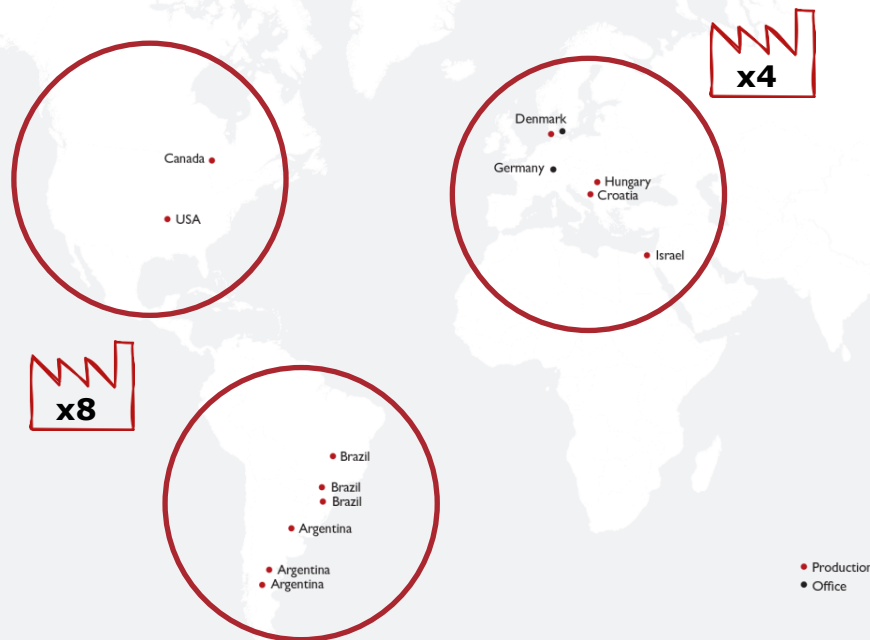 x4
Denmark
Canada
Germany
Hungary
Croatia
USA
Israel
x8
Brazil
Brazil
Brazil
Argentina
Argentina
Argentina
Production
Office